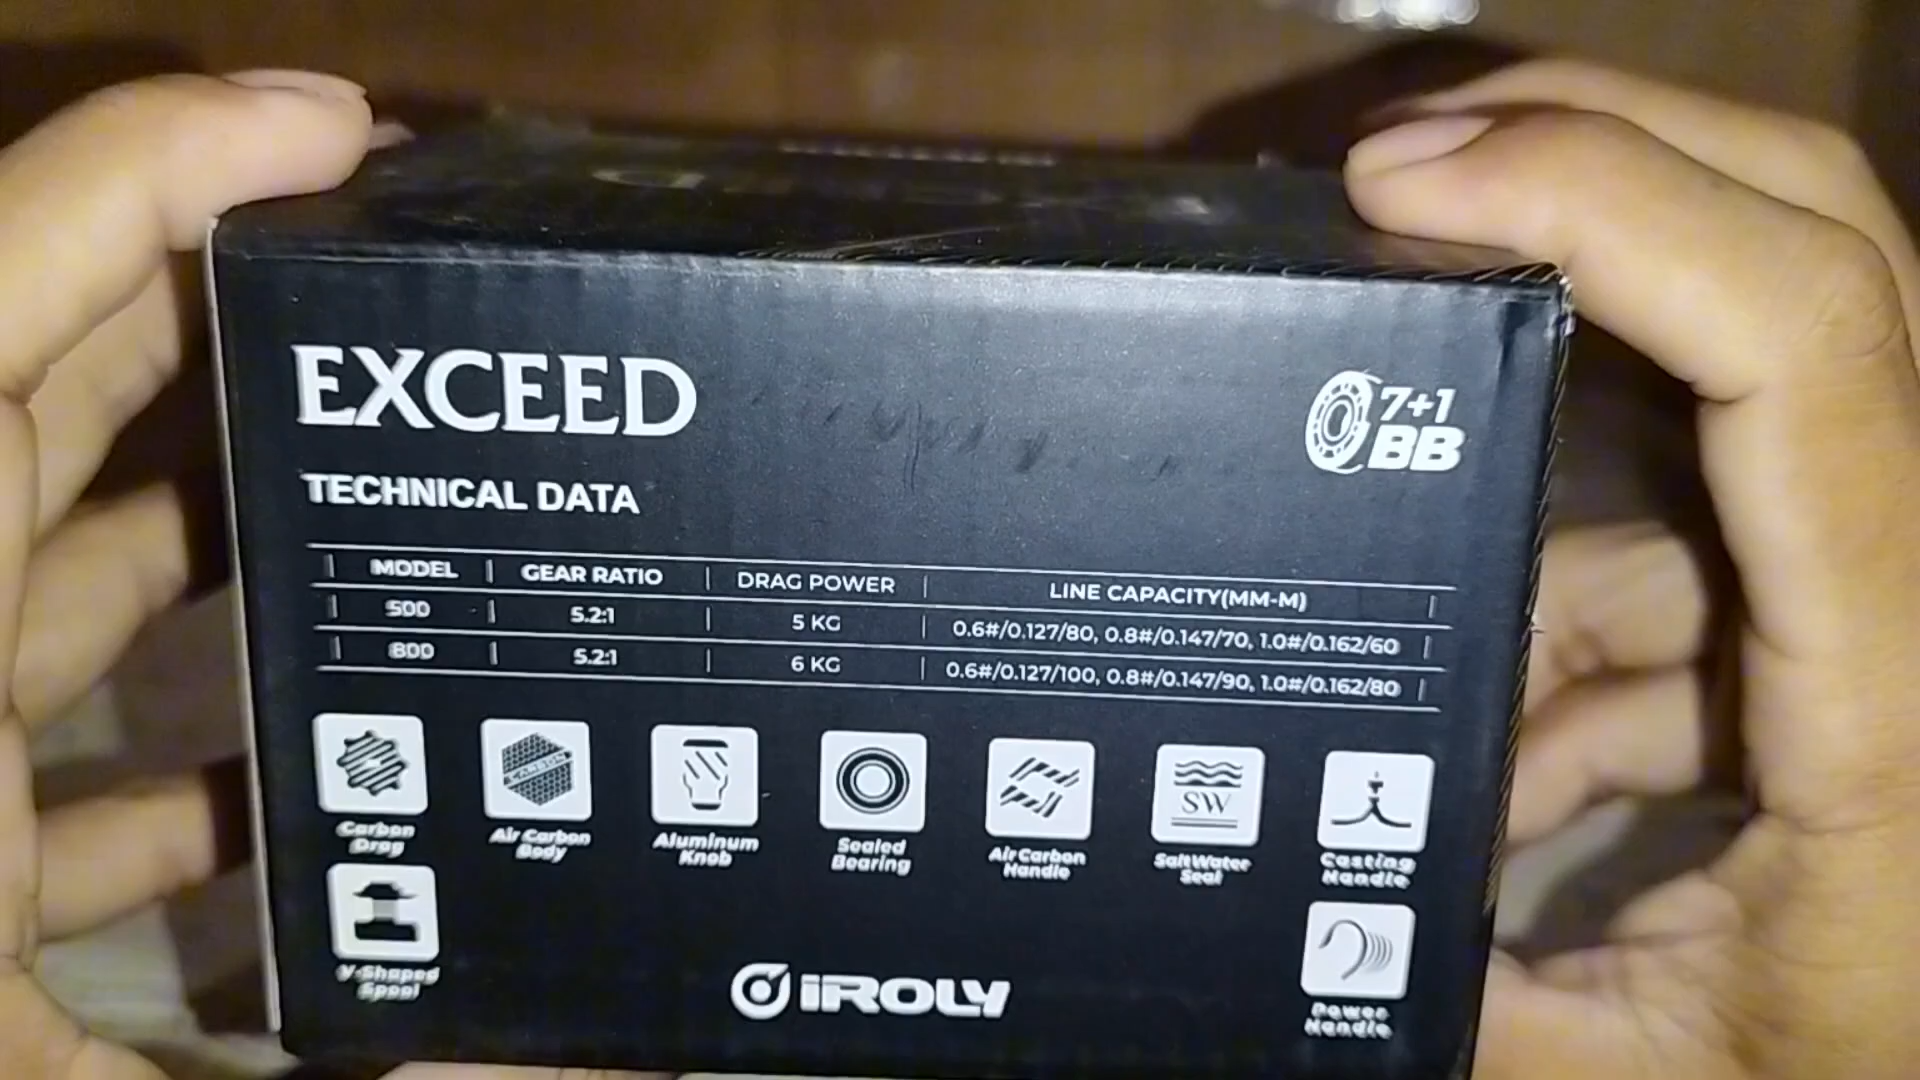 EXCEED
7+1
BB
TECHNICAL DATA
MODEL | GEAR RATIO | DRAG POWER | LINE CAPACITY(MM-M)
500 | 5.2:1 | 5 KG | 0.6#/0.127/80, 0.8#/0.147/70, 1.0#/0.162/60
800 | 5.2:1 | 6 KG | 0.6#/0.127/100, 0.8#/0.147/90, 1.0#/0.162/80
CARBON
SW
Carbon
Drag
Air Carbon
Body
Aluminum
Knob
Sealed
Bearing
Air Carbon
Handle
SaltWater
Seal
Casting
Handle
V-Shaped
Spool
Power
Handle
iROLY